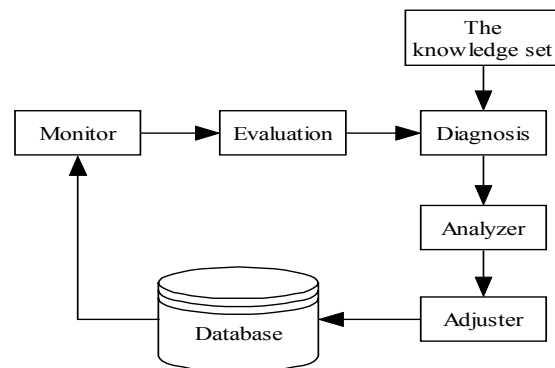 The
knowledge set
Monitor
Evaluation
Diagnosis
Analyzer
Database
Adjuster